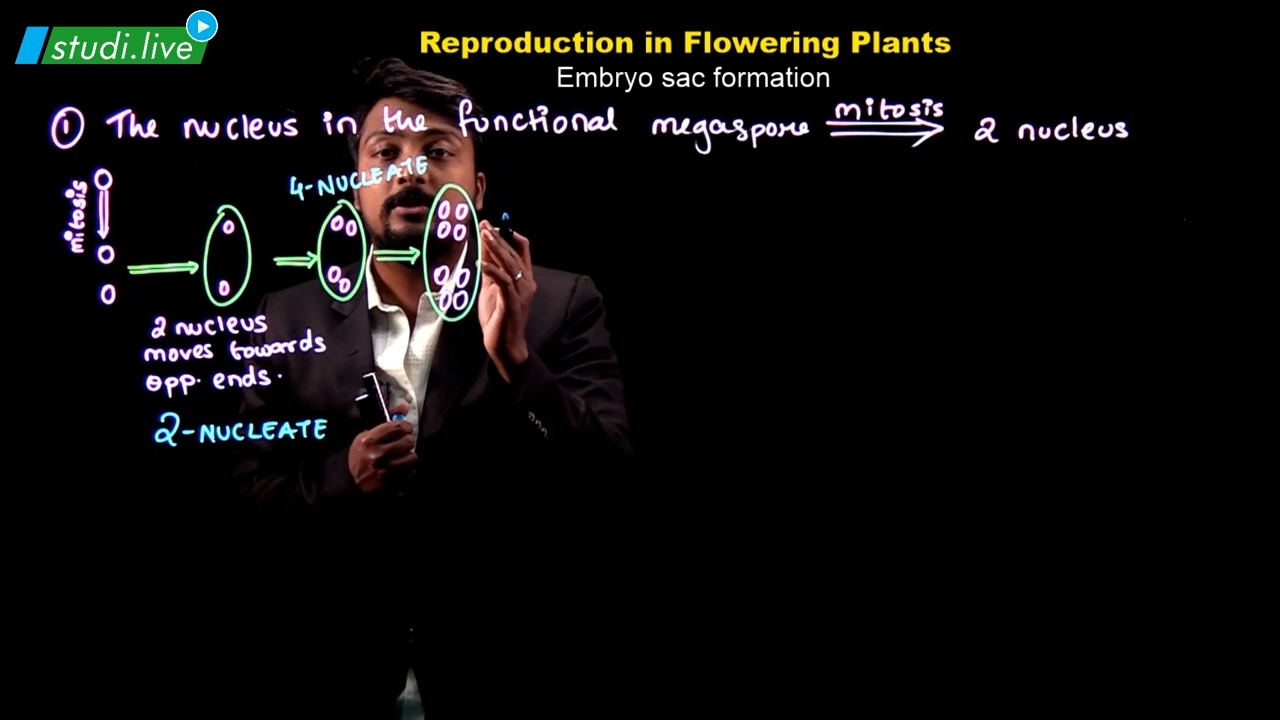 studi.live
Reproduction in Flowering Plants
Embryo sac formation
① The nucleus in the functional megaspore mitosis 2 nucleus
mitosis
4-NUCLEATE
2 nucleus
moves towards
opp. ends.
2-NUCLEATE